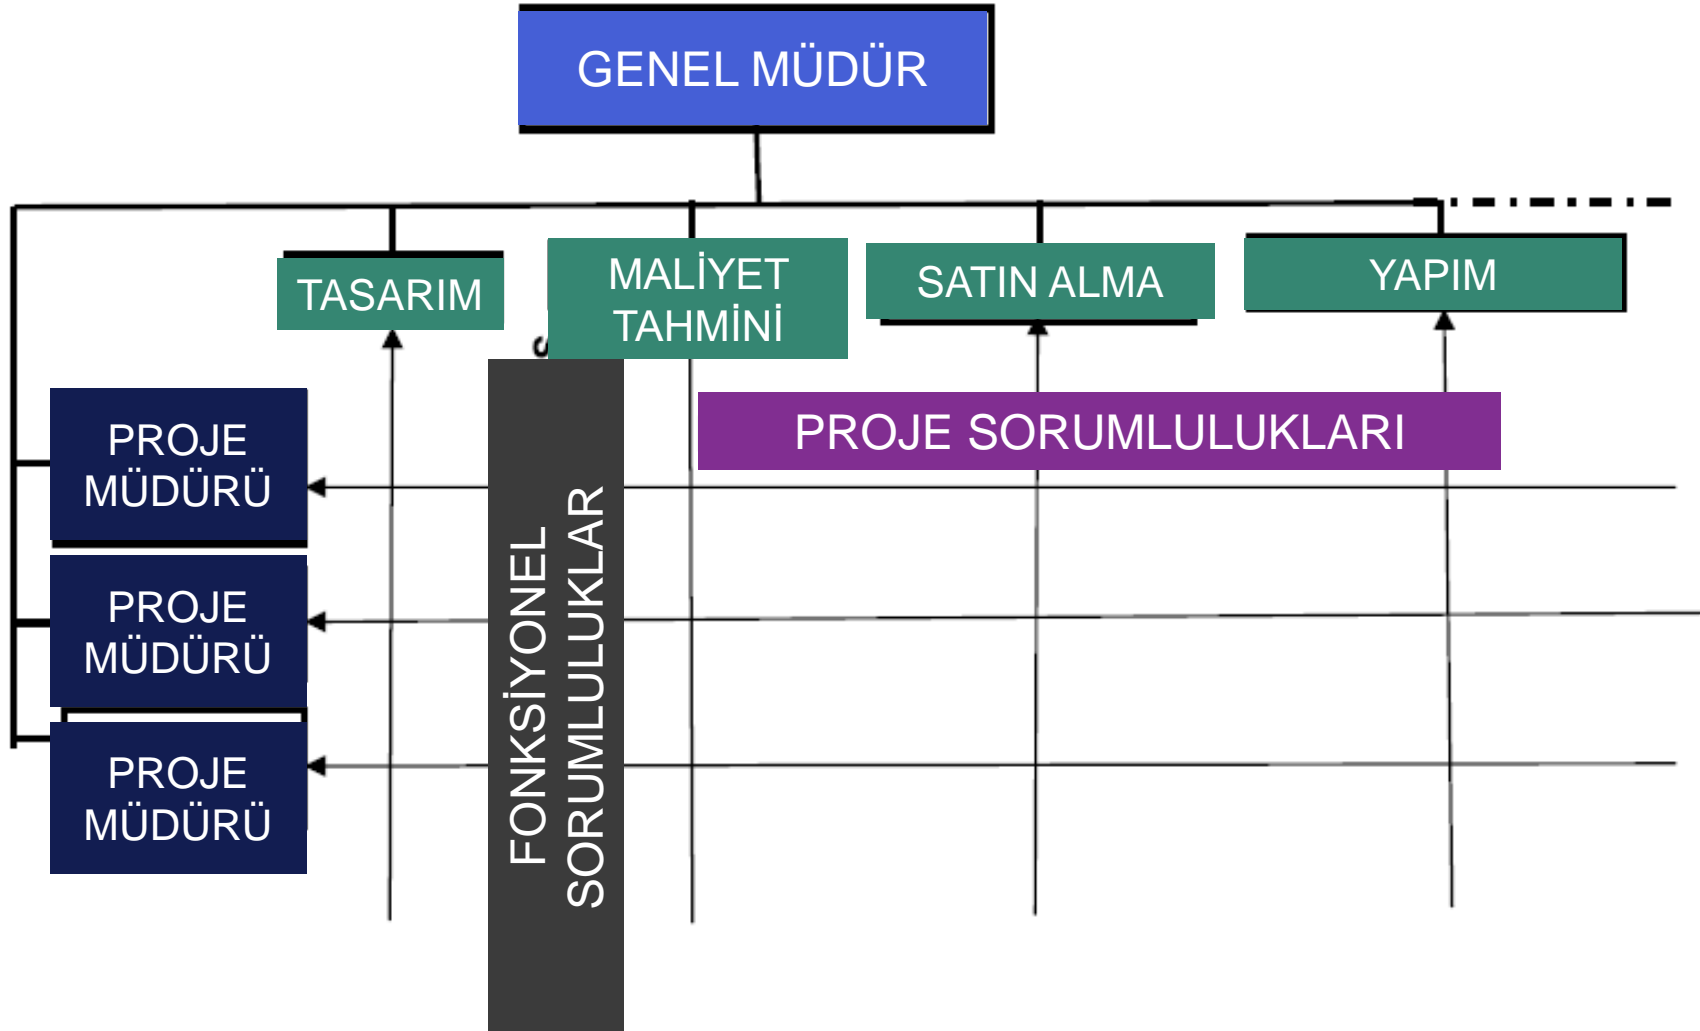 GENEL MÜDÜR
TASARIM
MALİYET
TAHMİNİ
SATIN ALMA
YAPIM
PROJE SORUMLULUKLARI
PROJE
MÜDÜRÜ
PROJE
MÜDÜRÜ
PROJE
MÜDÜRÜ
FONKSİYONEL
SORUMLULUKLAR